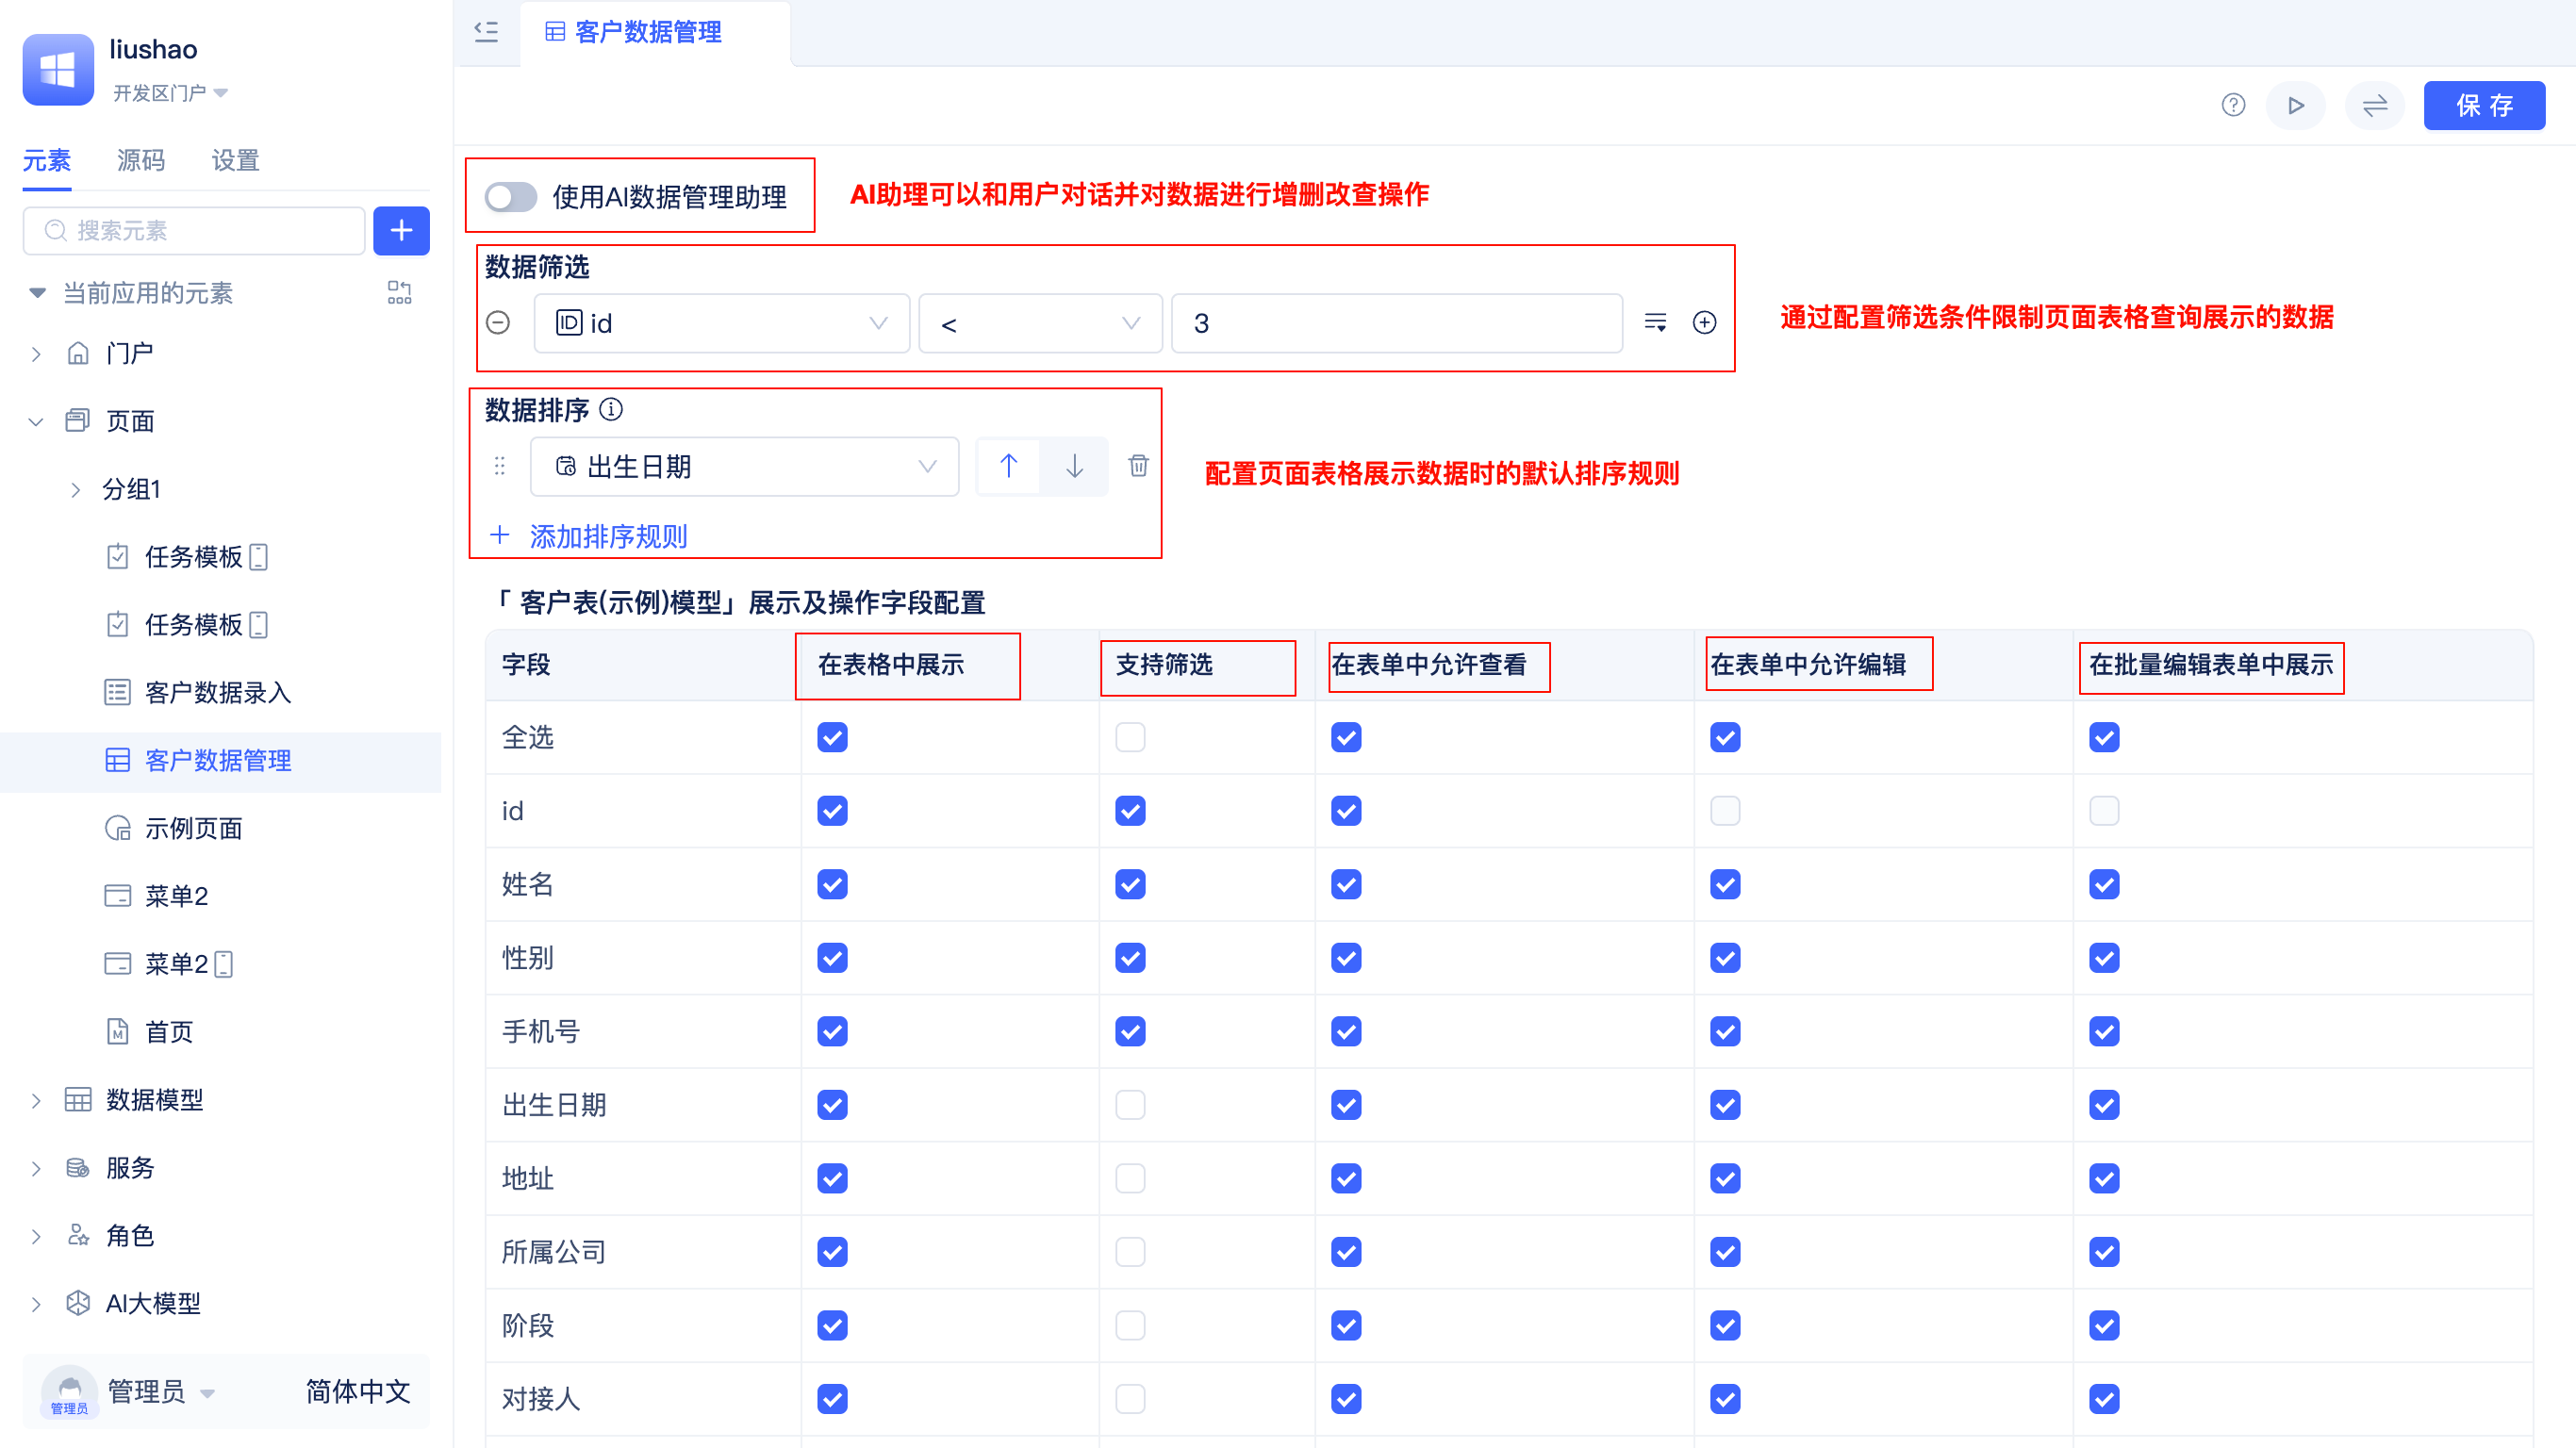 liushao
开发区门户
元素 源码 设置
搜索元素
当前应用的元素
门户
页面
分组1
任务模板
任务模板
客户数据录入
客户数据管理
示例页面
菜单2
菜单2
首页
数据模型
服务
角色
AI大模型
管理员
管理员
简体中文
客户数据管理
保 存
使用AI数据管理助理
AI助理可以和用户对话并对数据进行增删改查操作
数据筛选
id < 3
通过配置筛选条件限制页面表格查询展示的数据
数据排序
出生日期
配置页面表格展示数据时的默认排序规则
添加排序规则
「 客户表(示例)模型」展示及操作字段配置
字段 在表格中展示 支持筛选 在表单中允许查看 在表单中允许编辑 在批量编辑表单中展示
全选
id
姓名
性别
手机号
出生日期
地址
所属公司
阶段
对接人